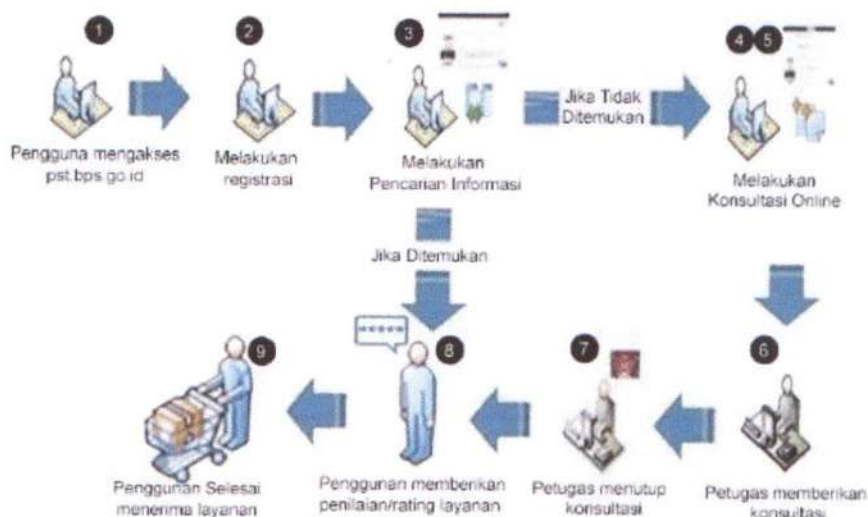 1
Pengguna mengakses
pst.bps.go.id
2
Melakukan
registrasi
3
Melakukan
Pencarian Informasi
Jika Tidak
Ditemukan
4 5
Melakukan
Konsultasi Online
Jika Ditemukan
6
Petugas memberikan
konsultasi
7
Petugas menutup
konsultasi
8
*****
Penggunan memberikan
penilaian/rating layanan
9
Penggunan Selesai
menerima layanan